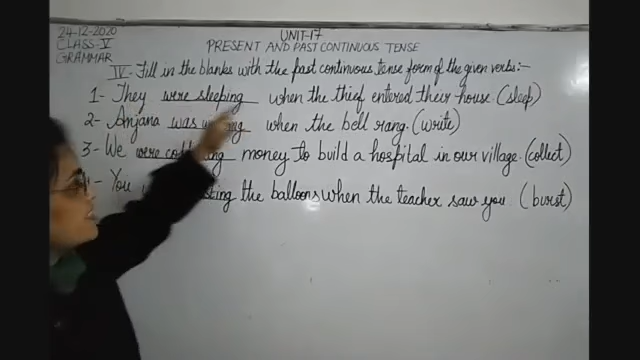 24-12-2020
CLASS-V
GRAMMAR
UNIT-17
PRESENT AND PAST CONTINUOUS TENSE
IV- Fill in the blanks with the past continuous tense form of the given verbs:-
1- They were sleeping when the thief entered their house. (sleep)
2- Anjana was when the bell rang. (write)
3- We were money to build a hospital in our village. (collect)
You the balloons when the teacher saw you. (burst)